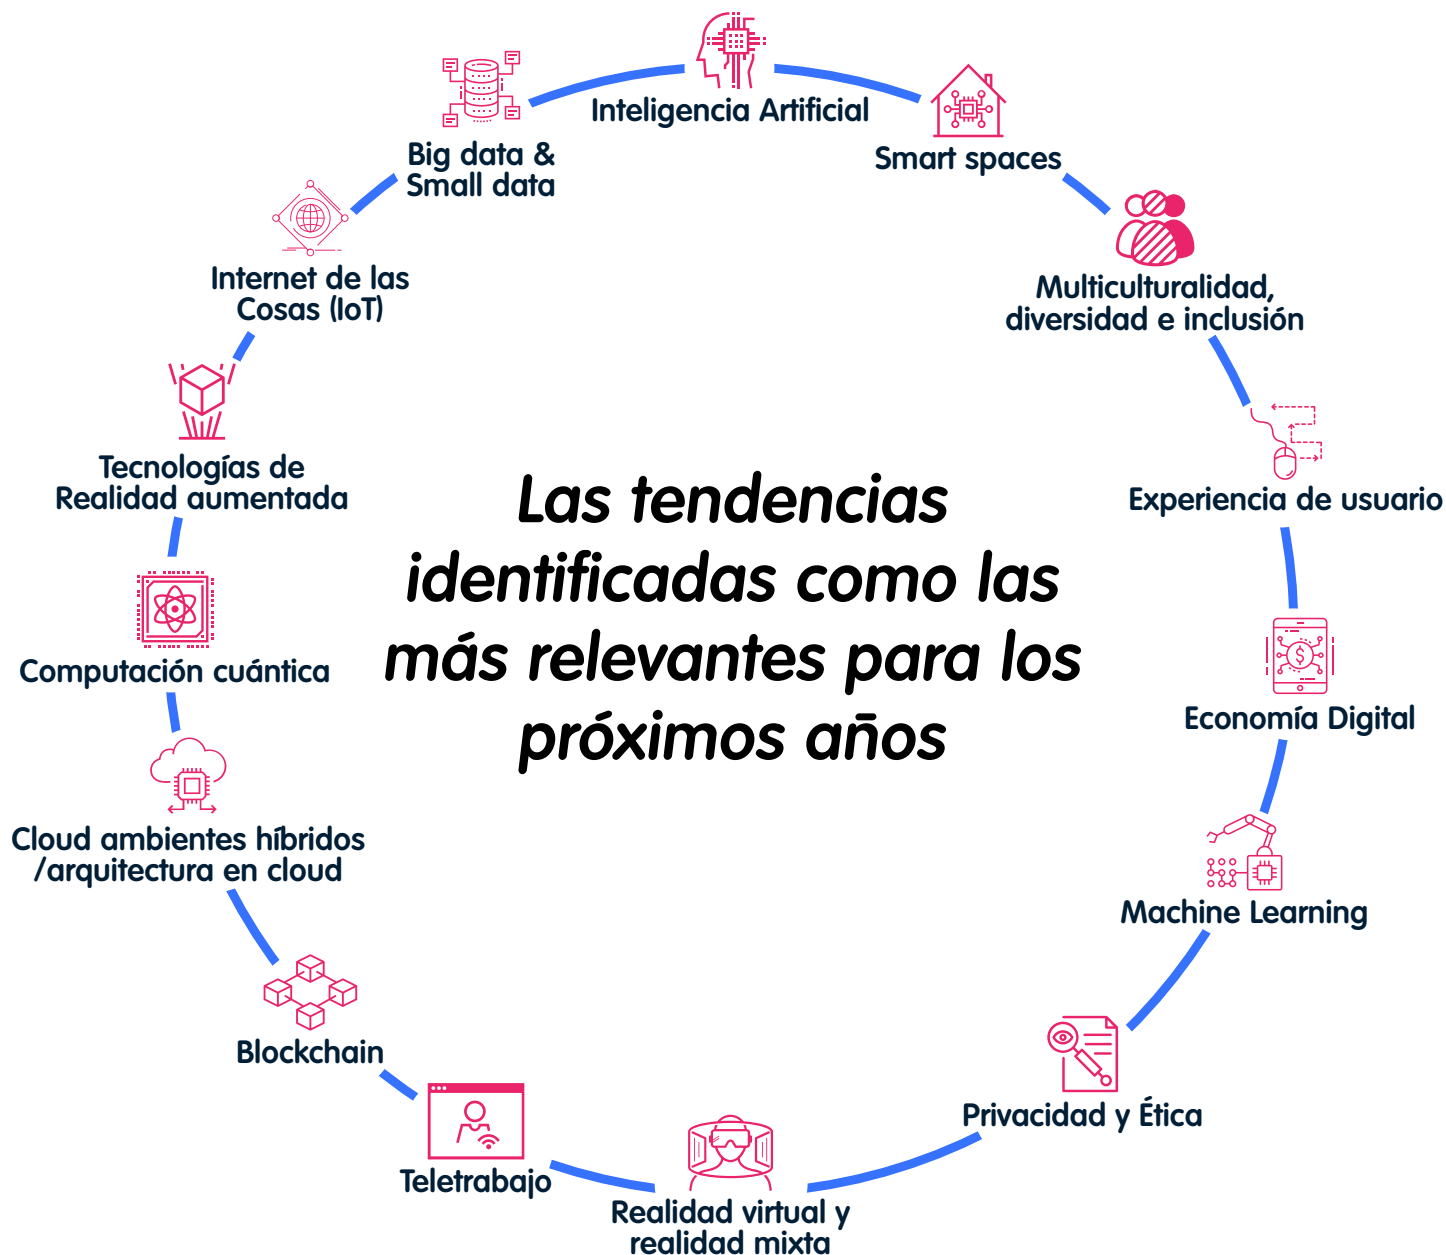 Inteligencia Artificial
Smart spaces
Multiculturalidad,
diversidad e inclusión
Experiencia de usuario
Economía Digital
Machine Learning
Privacidad y Ética
Realidad virtual y
realidad mixta
Teletrabajo
Blockchain
Cloud ambientes híbridos
/arquitectura en cloud
Computación cuántica
Tecnologías de
Realidad aumentada
Internet de las
Cosas (IoT)
Big data &
Small data
Las tendencias
identificadas como las
más relevantes para los
próximos años